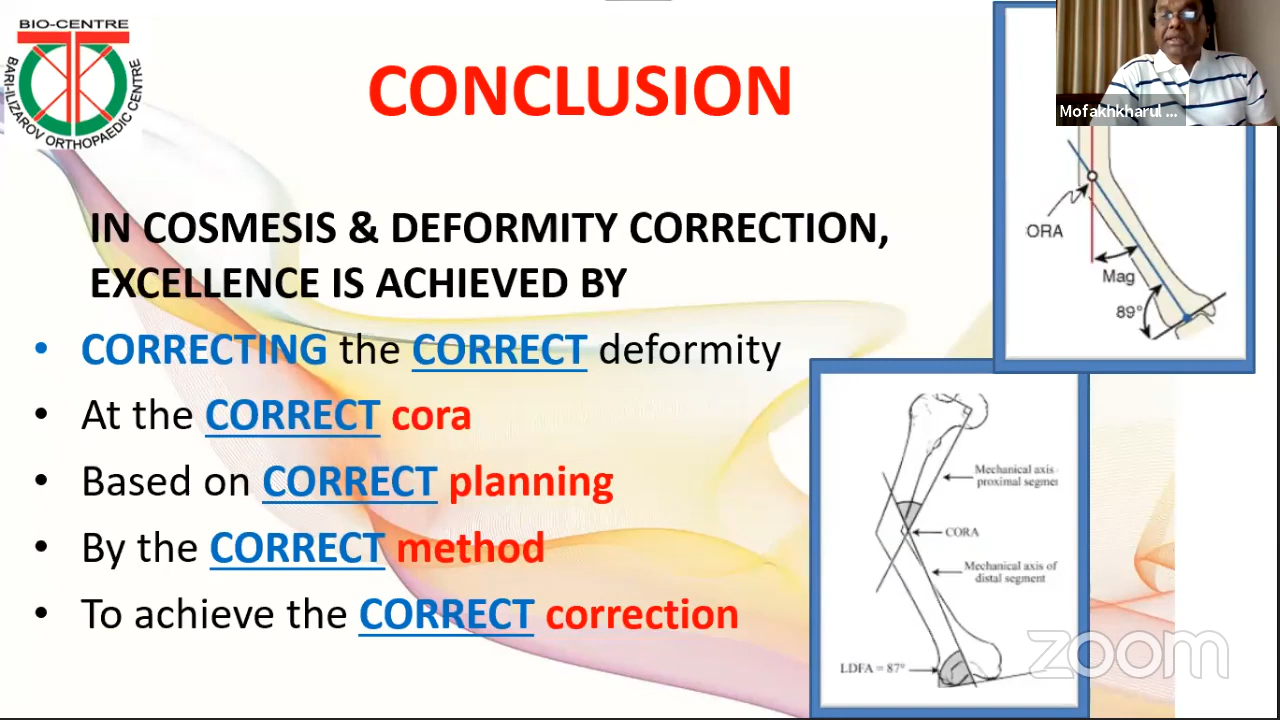 BIO-CENTRE
BARI-ILIZAROV ORTHOPAEDIC CENTRE
CONCLUSION
Mofakhkharul ...
IN COSMESIS & DEFORMITY CORRECTION,
EXCELLENCE IS ACHIEVED BY
• CORRECTING the CORRECT deformity
• At the CORRECT cora
• Based on CORRECT planning
• By the CORRECT method
• To achieve the CORRECT correction
ORA
Mag
89°
Mechanical axis
proximal segme
CORA
Mechanical axis of
distal segment
LDFA = 87°
zoom